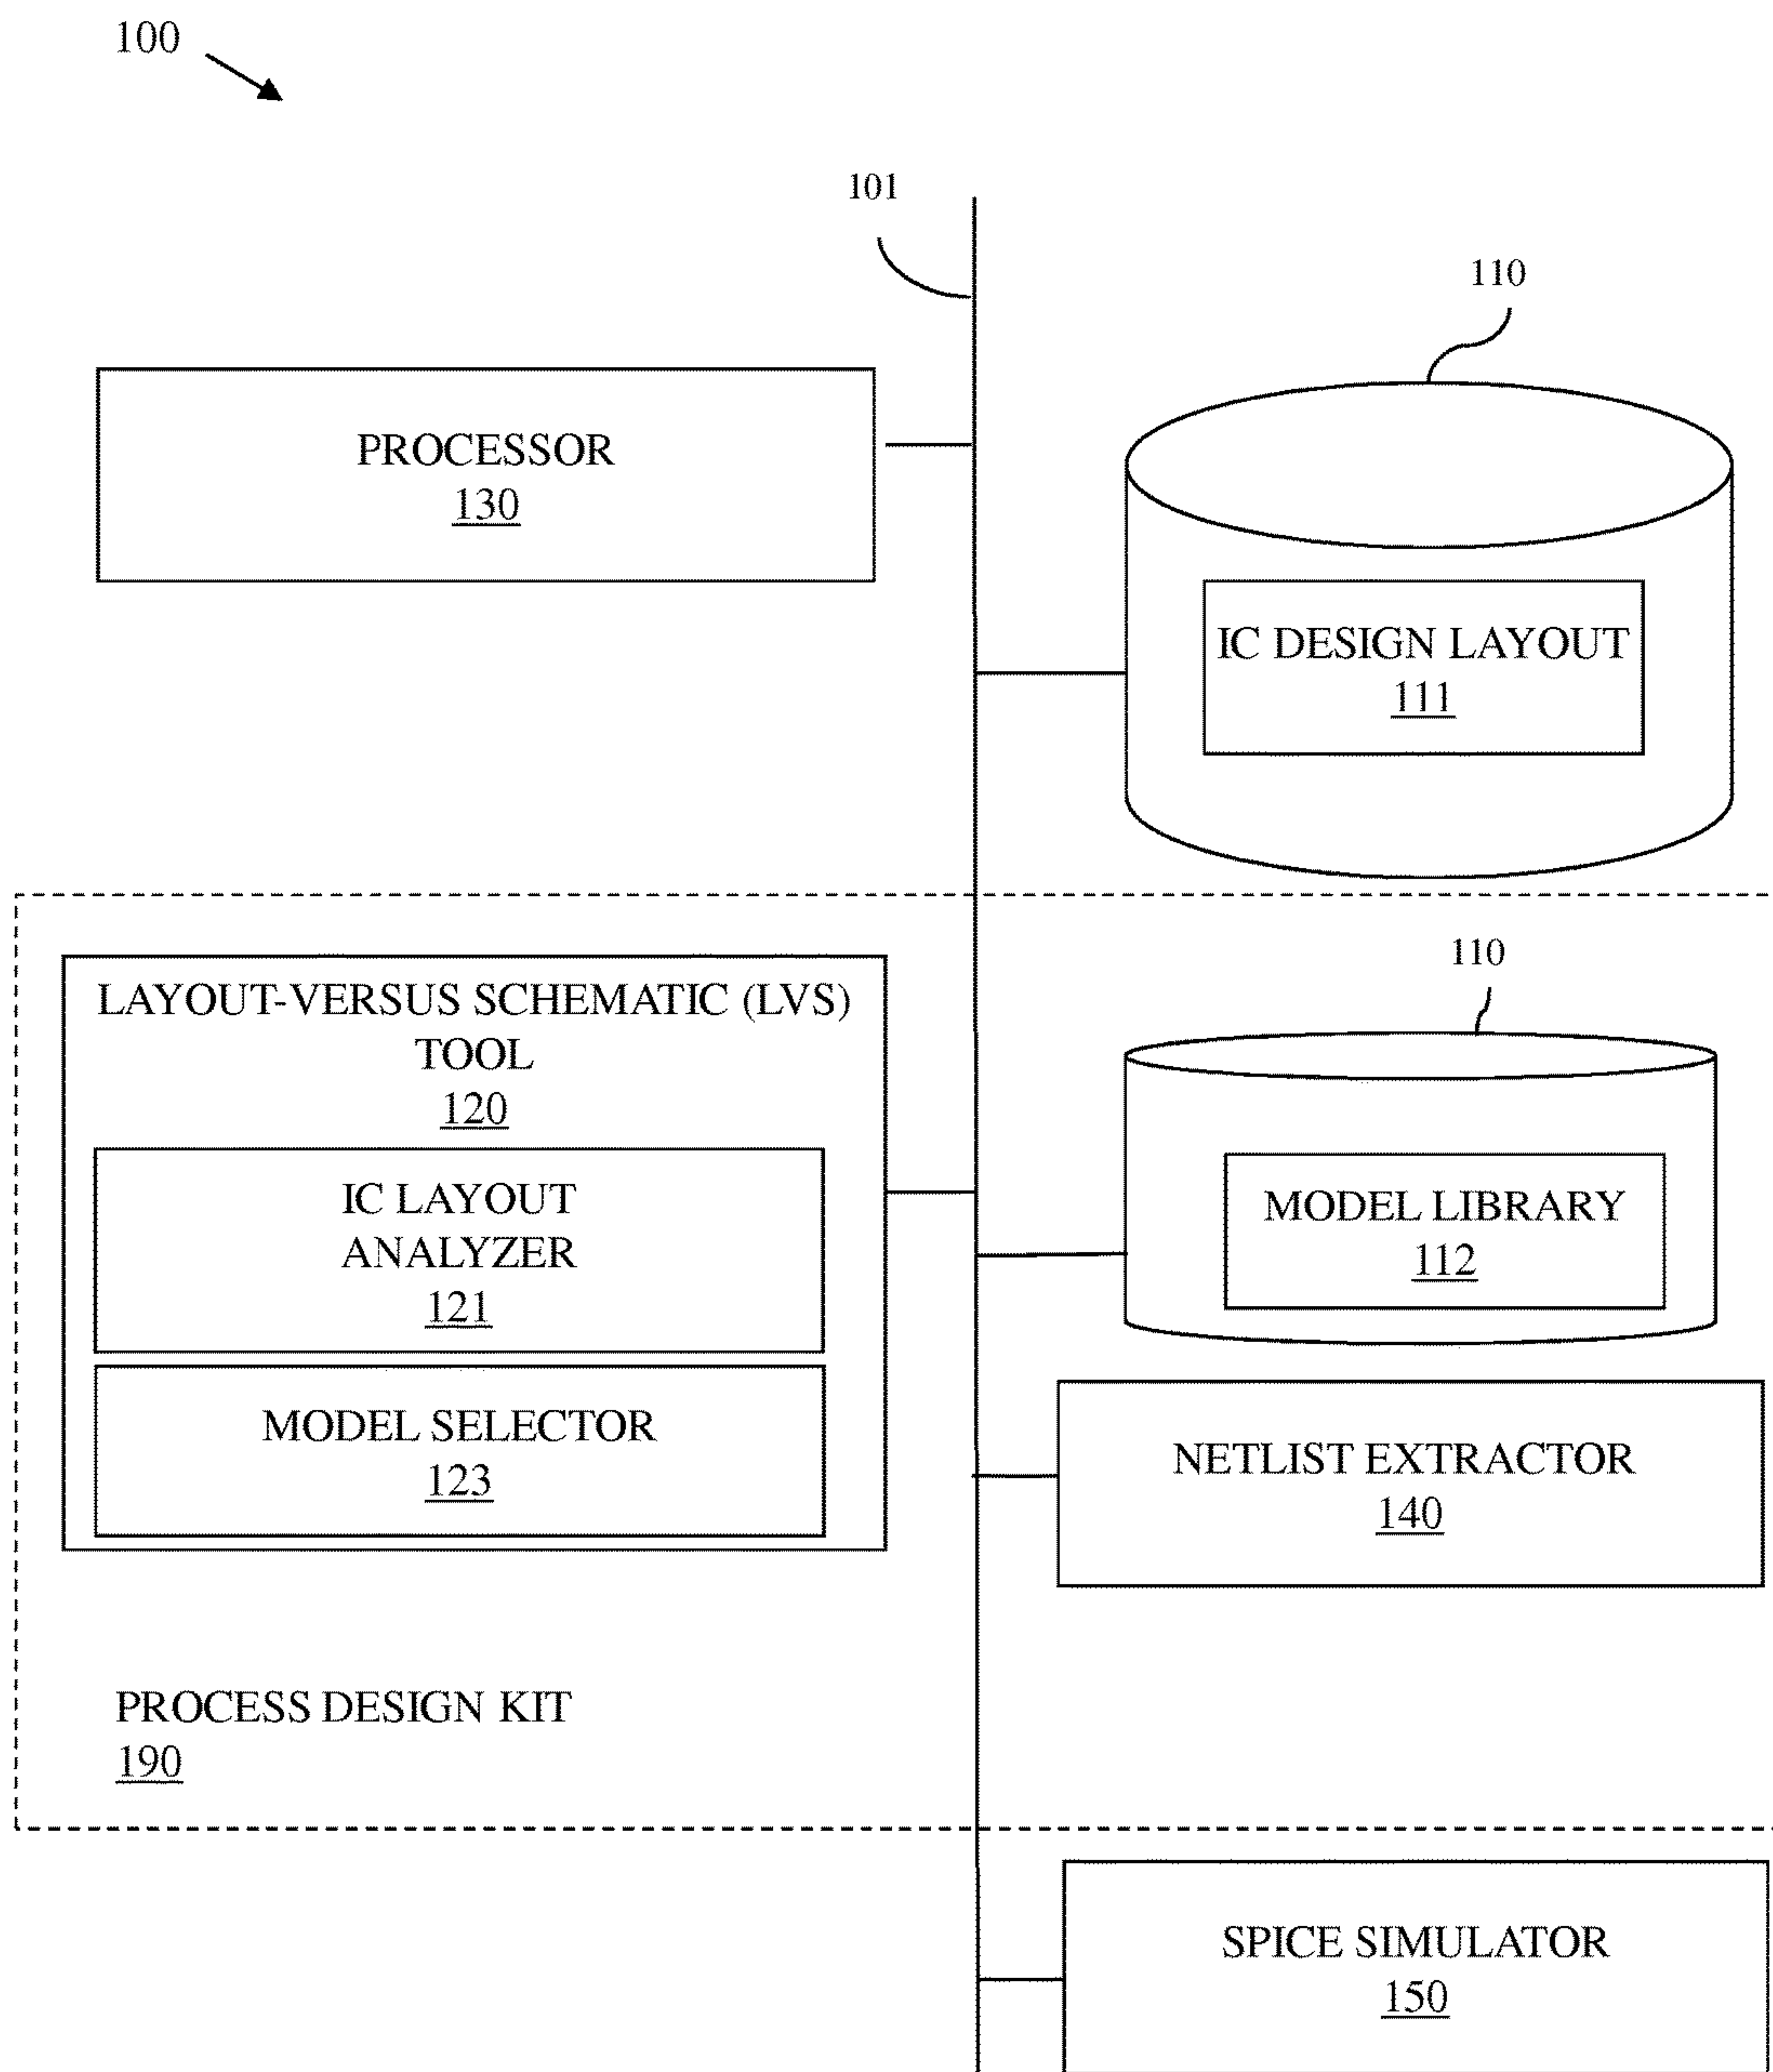 100
101
110
PROCESSOR
130
IC DESIGN LAYOUT
111
LAYOUT-VERSUS SCHEMATIC (LVS)
TOOL
120
IC LAYOUT
ANALYZER
121
MODEL SELECTOR
123
110
MODEL LIBRARY
112
NETLIST EXTRACTOR
140
PROCESS DESIGN KIT
190
SPICE SIMULATOR
150